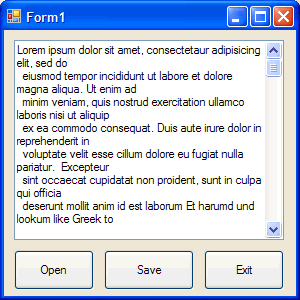 Form1
Lorem ipsum dolor sit amet, consectetaur adipisicing
elit, sed do
eiusmod tempor incididunt ut labore et dolore
magna aliqua. Ut enim ad
minim veniam, quis nostrud exercitation ullamco
laboris nisi ut aliquip
ex ea commodo consequat. Duis aute irure dolor in
reprehenderit in
voluptate velit esse cillum dolore eu fugiat nulla
pariatur.  Excepteur
sint occaecat cupidatat non proident, sunt in culpa
qui officia
deserunt mollit anim id est laborum Et harumd und
lookum like Greek to
Open Save Exit